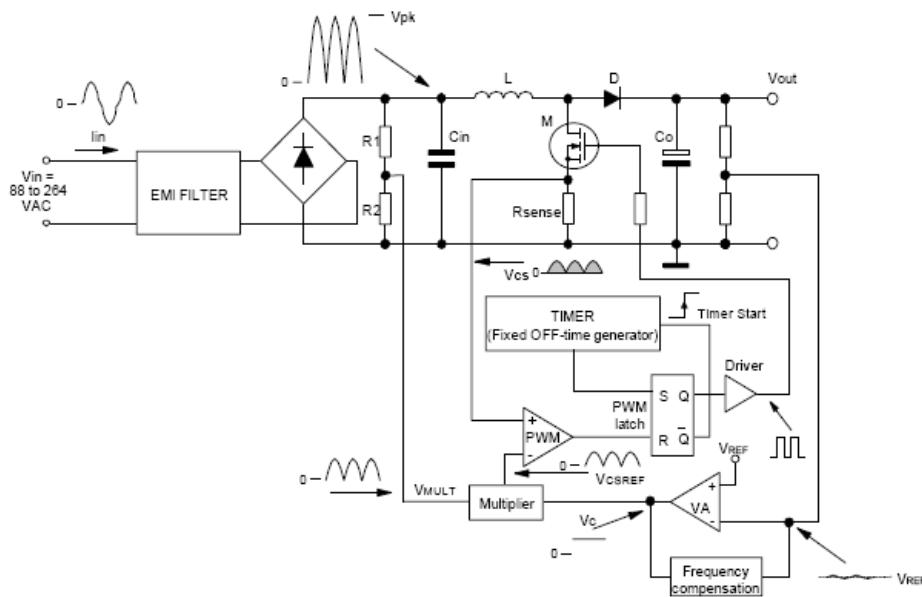 Vpk
0
L
D
Vout
0
M
Iin
R1
Cin
Co
Vin =
88 to 264
VAC
EMI FILTER
R2
Rsense
Vcs
0
TIMER
(Fixed OFF-time generator)
TImer Start
Driver
S Q
PWM
latch
R Q
PWM
+
-
0
VCSREF
VREF
0
VMULT
Multiplier
Vc
VA
+
-
0
Frequency
compensation
VREF